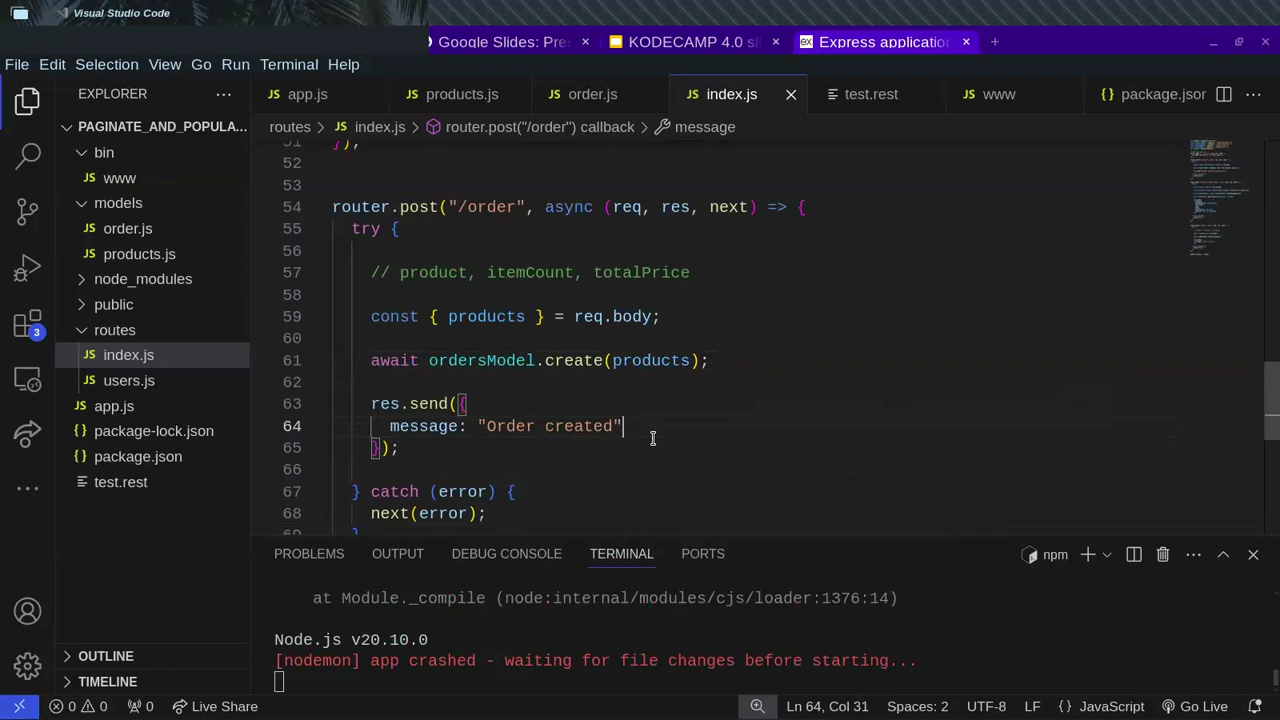 Visual Studio Code
Google Slides: Pres
KODECAMP 4.0 sli
Express application
File Edit Selection View Go Run Terminal Help
EXPLORER
app.js
products.js
order.js
index.js
test.rest
www
package.jsor
PAGINATE_AND_POPULA...
bin
www
models
order.js
products.js
node_modules
public
routes
index.js
users.js
app.js
package-lock.json
package.json
test.rest
OUTLINE
TIMELINE
routes > JS index.js > router.post("/order") callback > message
51 });
52
53
54 router.post("/order", async (req, res, next) => {
55 try {
56
57 // product, itemCount, totalPrice
58
59 const { products } = req.body;
60
61 await ordersModel.create(products);
62
63 res.send({
64 message: "Order created"
65 });
66
67 } catch (error) {
68 next(error);
69 }
PROBLEMS OUTPUT DEBUG CONSOLE TERMINAL PORTS
npm
at Module._compile (node:internal/modules/cjs/loader:1376:14)
Node.js v20.10.0
[nodemon] app crashed - waiting for file changes before starting...
0 0 0 Live Share
Ln 64, Col 31 Spaces: 2 UTF-8 LF {} JavaScript Go Live